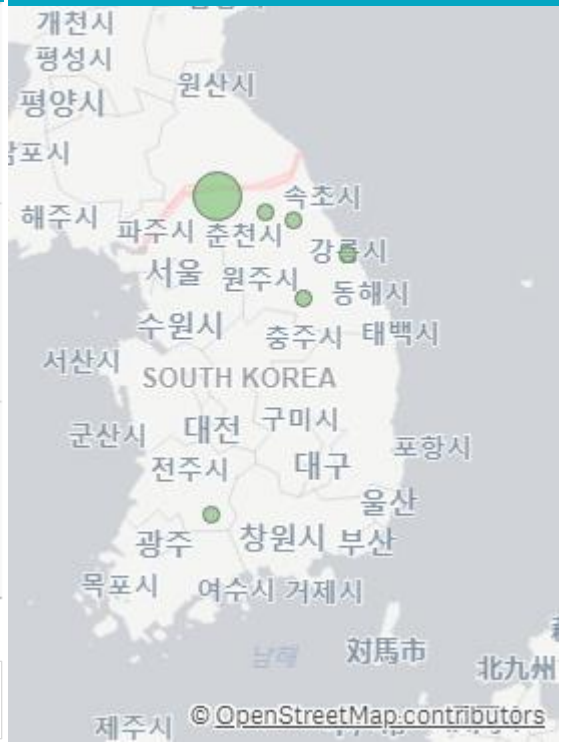 개천시
평성시
원산시
평양시
남포시
속초시
해주시
파주시 춘천시
강릉시
서울 원주시
동해시
수원시
충주시 태백시
서산시
SOUTH KOREA
구미시
대전
군산시
포항시
전주시 대구
울산
광주 창원시 부산
목포시 여수시 거제시
남해
対馬市
北九州
제주시 © OpenStreetMap contributors